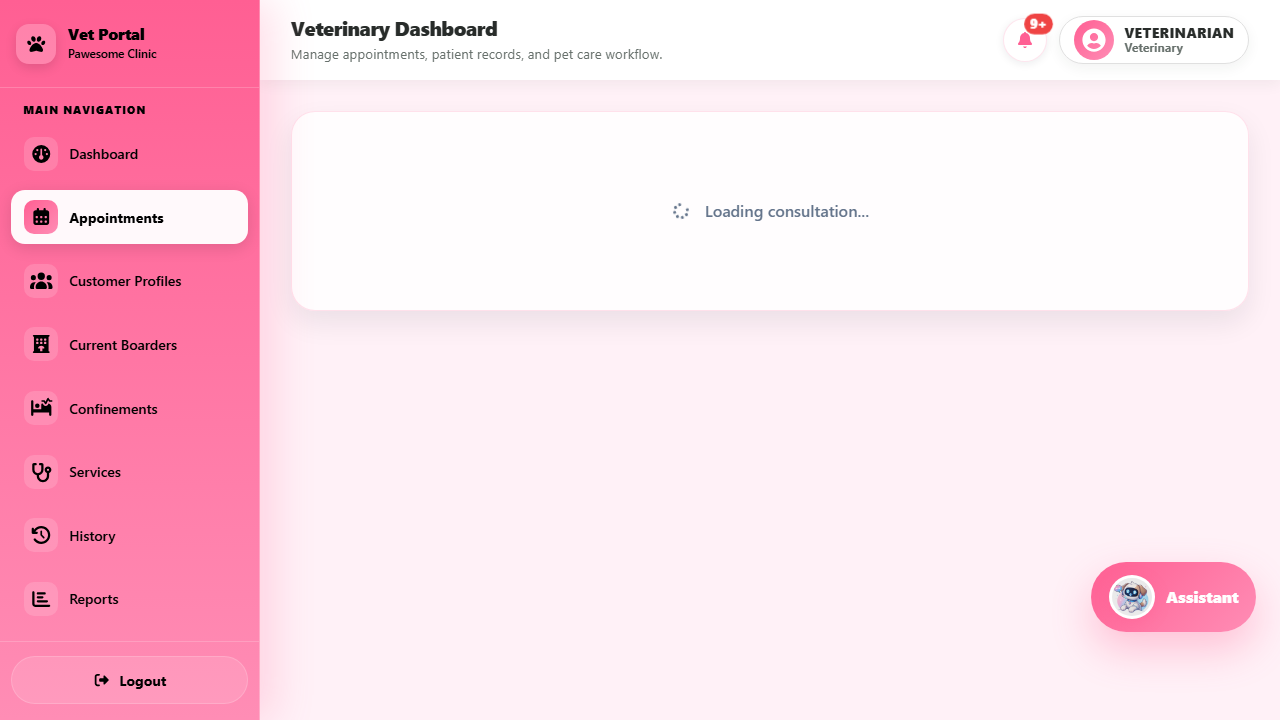 Vet Portal
Pawesome Clinic
MAIN NAVIGATION
Dashboard
Appointments
Customer Profiles
Current Boarders
Confinements
Services
History
Reports
Logout
Veterinary Dashboard
Manage appointments, patient records, and pet care workflow.
9+
VETERINARIAN
Veterinary
Loading consultation...
Assistant